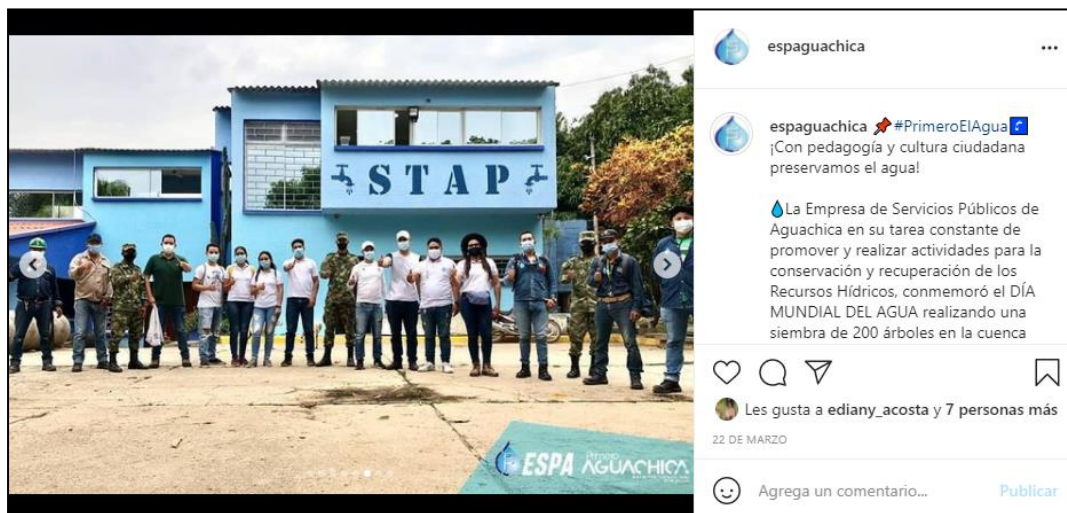 STAP
ESPA Primero AGUACHICA
espaguachica
espaguachica 📌#PrimeroElAgua🚰
¡Con pedagogía y cultura ciudadana
preservamos el agua!
💧La Empresa de Servicios Públicos de
Aguachica en su tarea constante de
promover y realizar actividades para la
conservación y recuperación de los
Recursos Hídricos, conmemoró el DÍA
MUNDIAL DEL AGUA realizando una
siembra de 200 árboles en la cuenca
Les gusta a ediany_acosta y 7 personas más
22 DE MARZO
Agrega un comentario...
Publicar